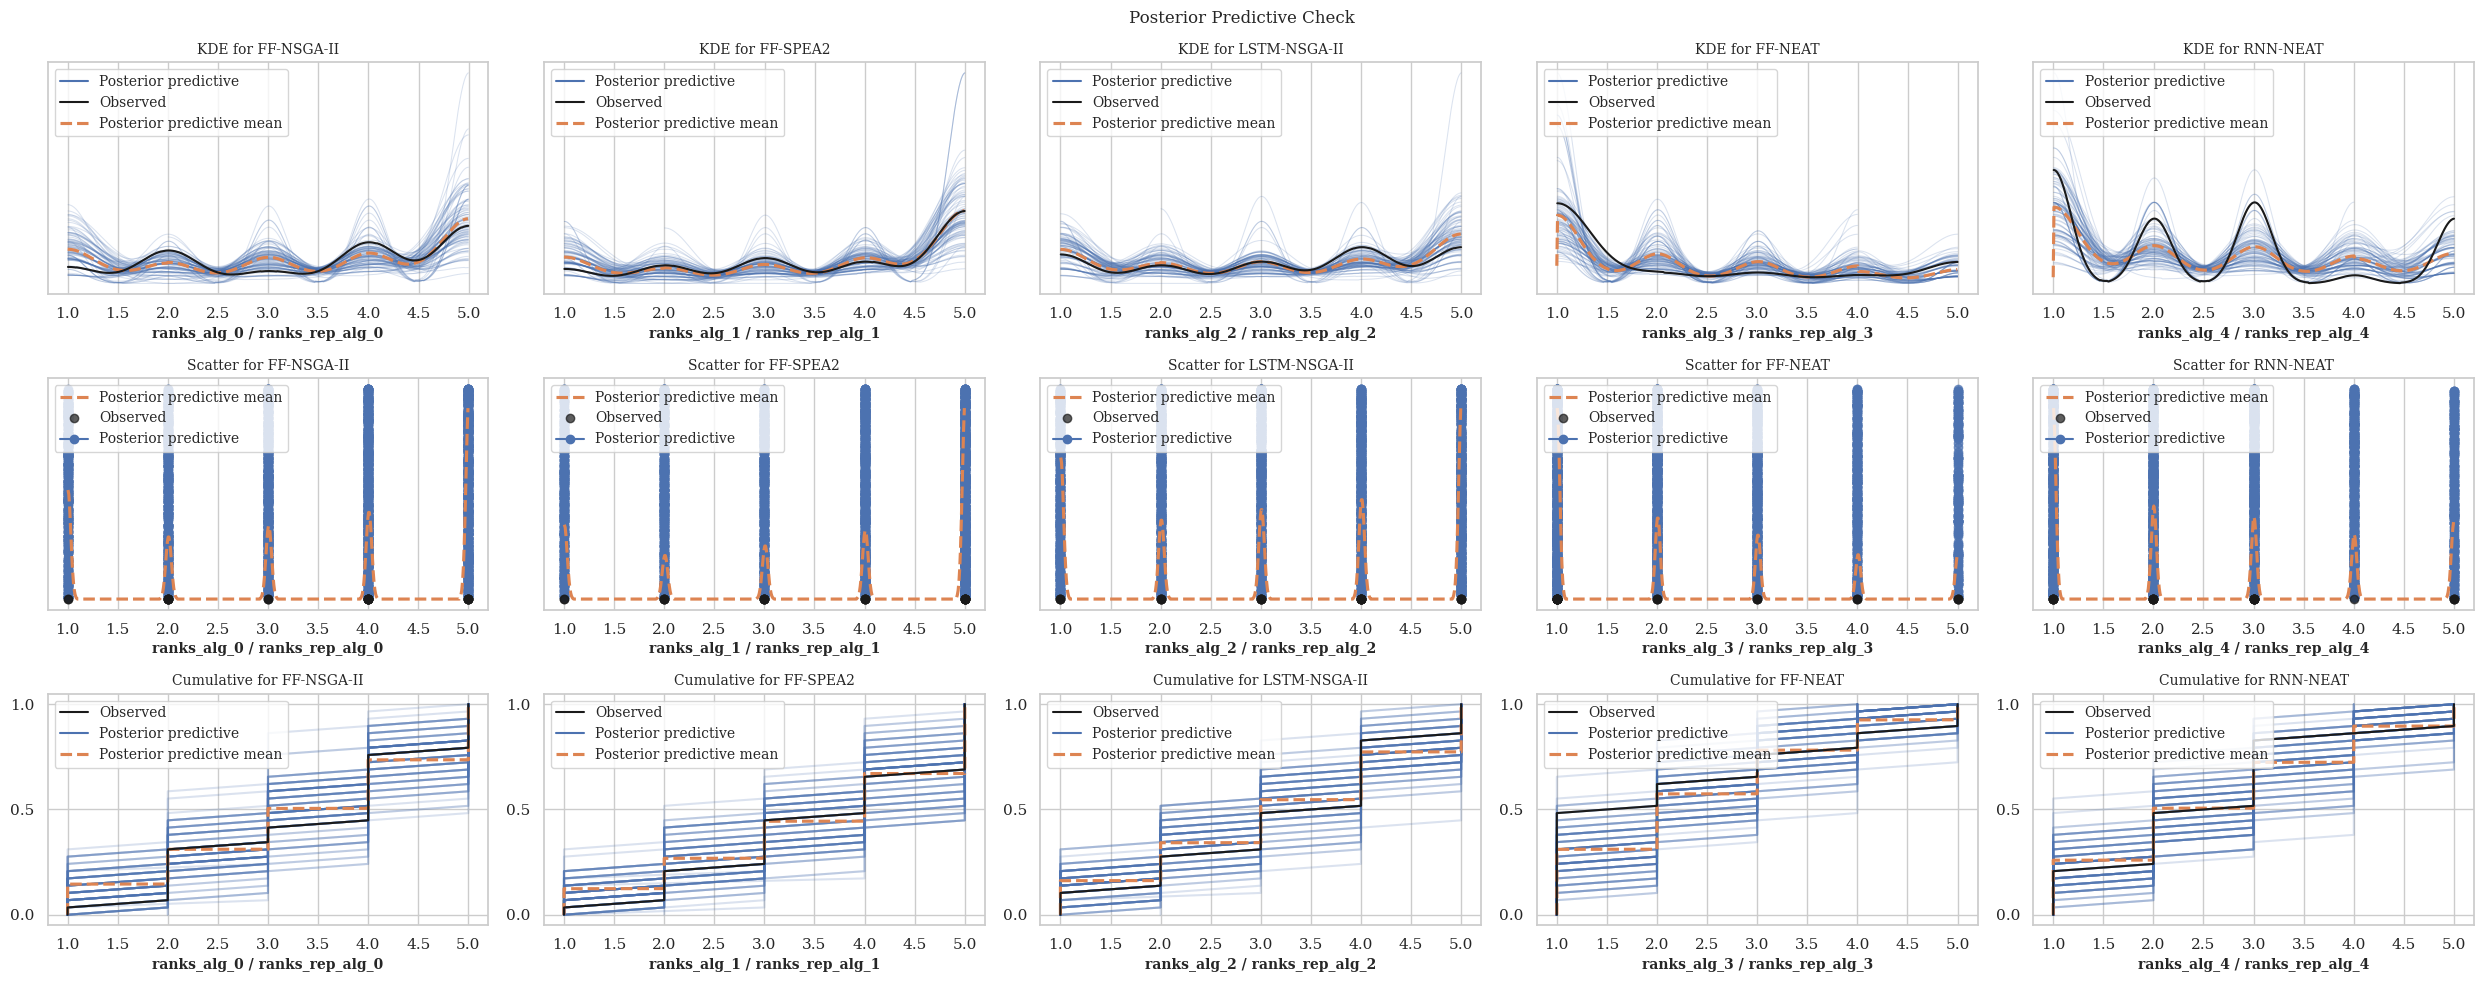 Posterior Predictive Check
KDE for FF-NSGA-II
Posterior predictive
Observed
Posterior predictive mean
1.0 1.5 2.0 2.5 3.0 3.5 4.0 4.5 5.0
ranks_alg_0 / ranks_rep_alg_0
KDE for FF-SPEA2
Posterior predictive
Observed
Posterior predictive mean
1.0 1.5 2.0 2.5 3.0 3.5 4.0 4.5 5.0
ranks_alg_1 / ranks_rep_alg_1
KDE for LSTM-NSGA-II
Posterior predictive
Observed
Posterior predictive mean
1.0 1.5 2.0 2.5 3.0 3.5 4.0 4.5 5.0
ranks_alg_2 / ranks_rep_alg_2
KDE for FF-NEAT
Posterior predictive
Observed
Posterior predictive mean
1.0 1.5 2.0 2.5 3.0 3.5 4.0 4.5 5.0
ranks_alg_3 / ranks_rep_alg_3
KDE for RNN-NEAT
Posterior predictive
Observed
Posterior predictive mean
1.0 1.5 2.0 2.5 3.0 3.5 4.0 4.5 5.0
ranks_alg_4 / ranks_rep_alg_4
Scatter for FF-NSGA-II
Posterior predictive mean
Observed
Posterior predictive
1.0 1.5 2.0 2.5 3.0 3.5 4.0 4.5 5.0
ranks_alg_0 / ranks_rep_alg_0
Scatter for FF-SPEA2
Posterior predictive mean
Observed
Posterior predictive
1.0 1.5 2.0 2.5 3.0 3.5 4.0 4.5 5.0
ranks_alg_1 / ranks_rep_alg_1
Scatter for LSTM-NSGA-II
Posterior predictive mean
Observed
Posterior predictive
1.0 1.5 2.0 2.5 3.0 3.5 4.0 4.5 5.0
ranks_alg_2 / ranks_rep_alg_2
Scatter for FF-NEAT
Posterior predictive mean
Observed
Posterior predictive
1.0 1.5 2.0 2.5 3.0 3.5 4.0 4.5 5.0
ranks_alg_3 / ranks_rep_alg_3
Scatter for RNN-NEAT
Posterior predictive mean
Observed
Posterior predictive
1.0 1.5 2.0 2.5 3.0 3.5 4.0 4.5 5.0
ranks_alg_4 / ranks_rep_alg_4
Cumulative for FF-NSGA-II
1.0
0.5
0.0
Observed
Posterior predictive
Posterior predictive mean
1.0 1.5 2.0 2.5 3.0 3.5 4.0 4.5 5.0
ranks_alg_0 / ranks_rep_alg_0
Cumulative for FF-SPEA2
1.0
0.5
0.0
Observed
Posterior predictive
Posterior predictive mean
1.0 1.5 2.0 2.5 3.0 3.5 4.0 4.5 5.0
ranks_alg_1 / ranks_rep_alg_1
Cumulative for LSTM-NSGA-II
1.0
0.5
0.0
Observed
Posterior predictive
Posterior predictive mean
1.0 1.5 2.0 2.5 3.0 3.5 4.0 4.5 5.0
ranks_alg_2 / ranks_rep_alg_2
Cumulative for FF-NEAT
1.0
0.5
0.0
Observed
Posterior predictive
Posterior predictive mean
1.0 1.5 2.0 2.5 3.0 3.5 4.0 4.5 5.0
ranks_alg_3 / ranks_rep_alg_3
Cumulative for RNN-NEAT
1.0
0.5
0.0
Observed
Posterior predictive
Posterior predictive mean
1.0 1.5 2.0 2.5 3.0 3.5 4.0 4.5 5.0
ranks_alg_4 / ranks_rep_alg_4